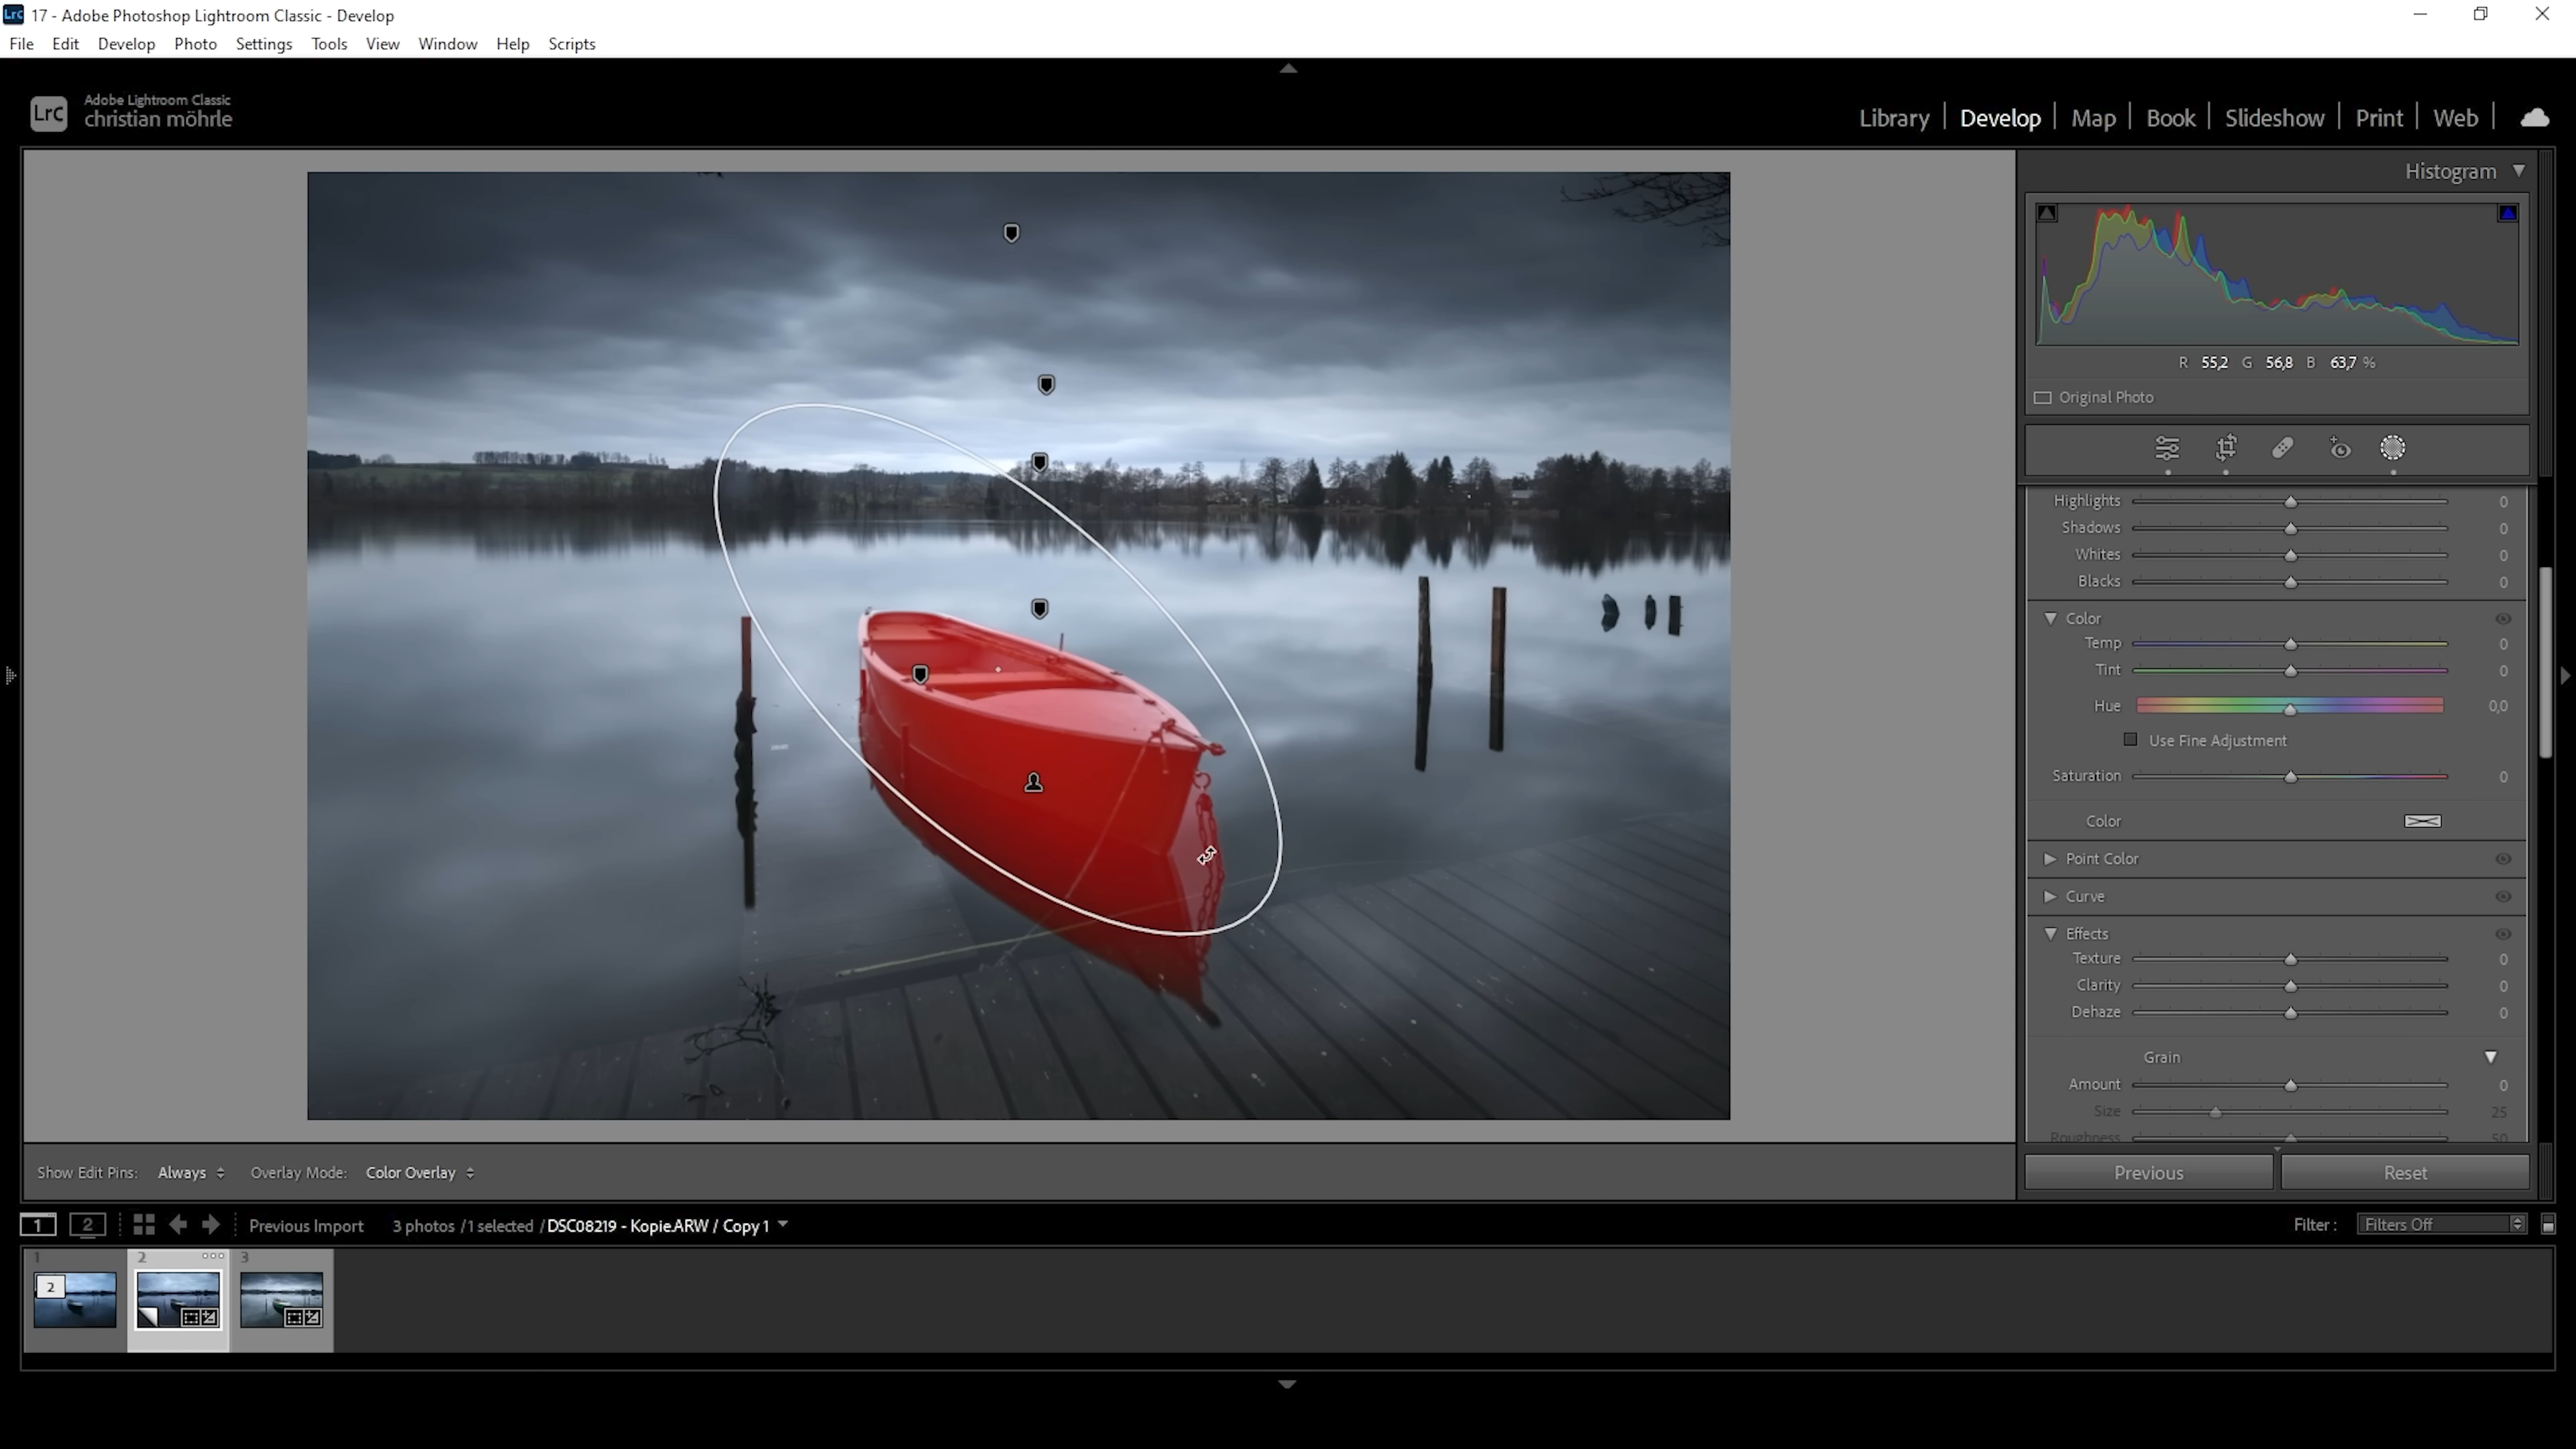 Lrc 17 - Adobe Photoshop Lightroom Classic - Develop
File Edit Develop Photo Settings Tools View Window Help Scripts
Lrc Adobe Lightroom Classic
christian möhrle
Library Develop Map Book Slideshow Print Web
Histogram
R 55,2 G 56,8 B 63,7 %
Original Photo
Highlights 0
Shadows 0
Whites 0
Blacks 0
Color
Temp 0
Tint 0
Hue 0,0
Use Fine Adjustment
Saturation 0
Color
Point Color
Curve
Effects
Texture 0
Clarity 0
Dehaze 0
Grain
Amount 0
Size 25
Roughness 50
Show Edit Pins: Always Overlay Mode: Color Overlay
Previous Reset
1 2 Previous Import 3 photos / 1 selected / DSC08219 - Kopie.ARW / Copy 1 Filter : Filters Off
1 2 3
2